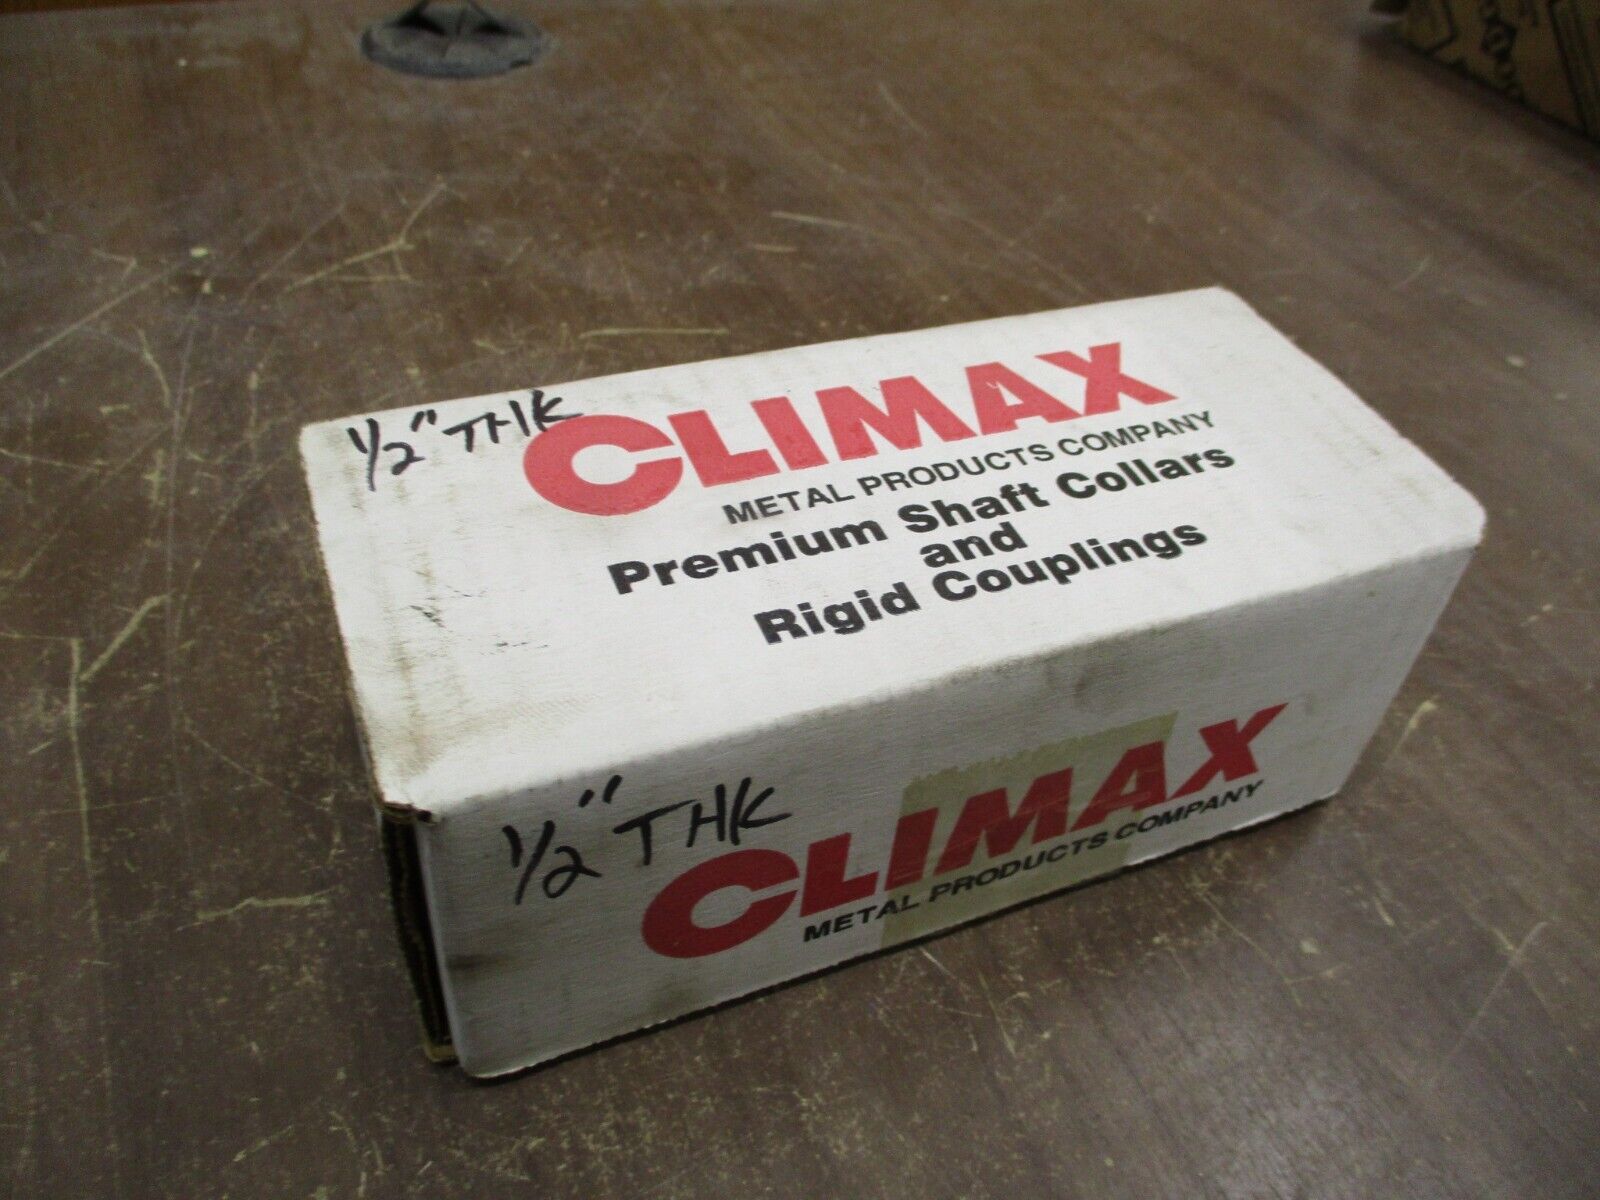 1/2" THK
CLIMAX
METAL PRODUCTS COMPANY
Premium Shaft Collars
and
Rigid Couplings
1/2" THK
CLIMAX
METAL PRODUCTS COMPANY